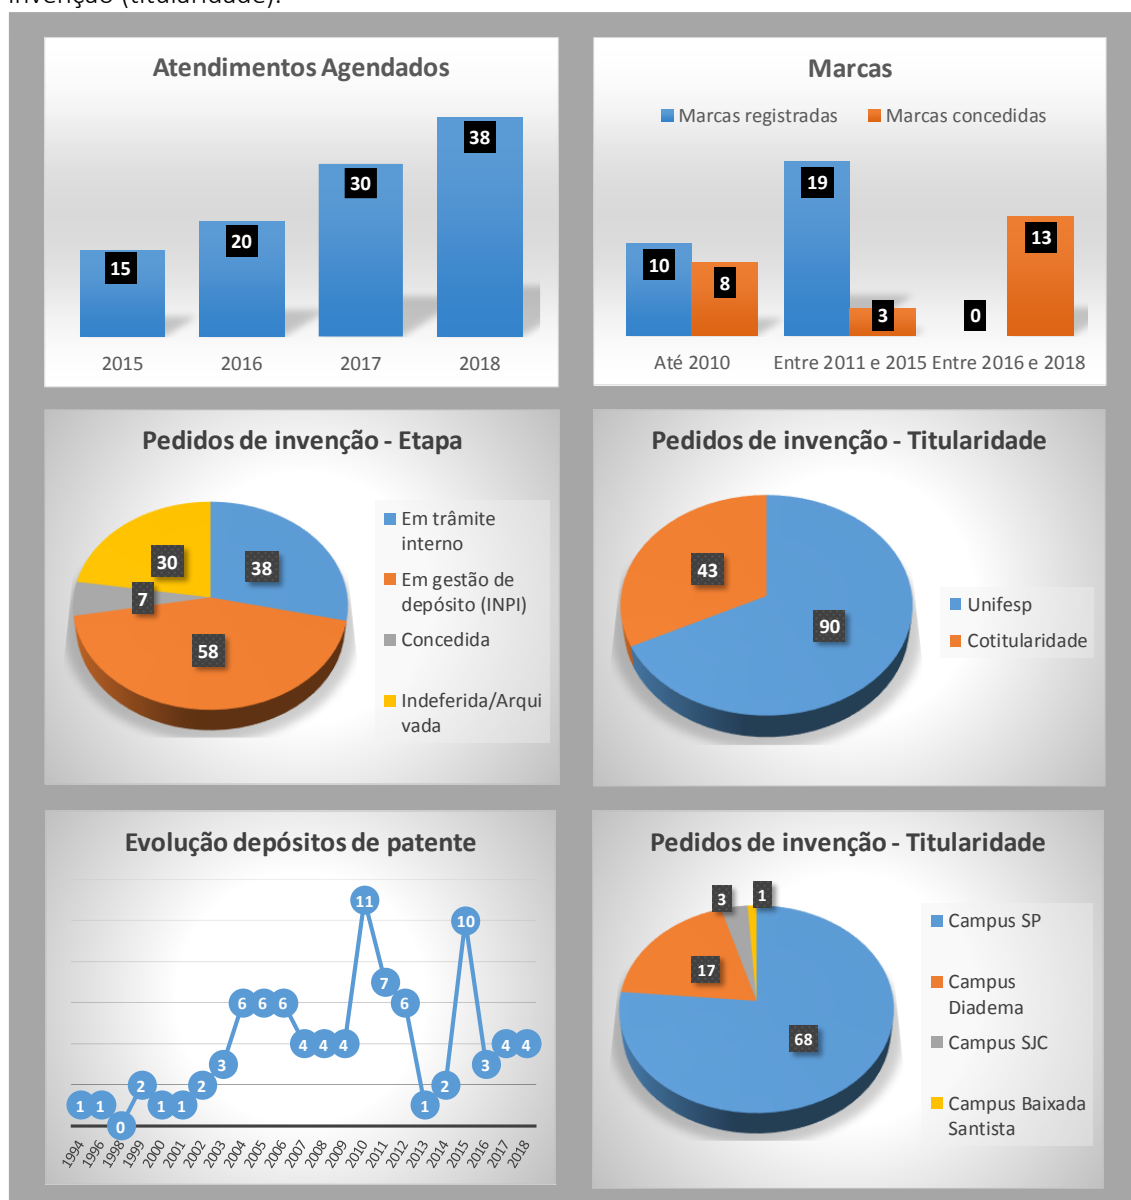 invenção (titularidade).
Atendimentos Agendados
38
30
20
15
2015 2016 2017 2018
Marcas
Marcas registradas Marcas concedidas
19
13
10
8
3
0
Até 2010 Entre 2011 e 2015 Entre 2016 e 2018
Pedidos de invenção - Etapa
30
38
7
58
Em trâmite
interno
Em gestão de
depósito (INPI)
Concedida
Indeferida/Arqui
vada
Pedidos de invenção - Titularidade
43
90
Unifesp
Cotitularidade
Evolução depósitos de patente
1 1 0 2 1 1 2 3 6 6 6 4 4 4 11 7 6 1 2 10 3 4 4
1994 1996 1998 1999 2000 2001 2002 2003 2004 2005 2006 2007 2008 2009 2010 2011 2012 2013 2014 2015 2016 2017 2018
Pedidos de invenção - Titularidade
3
1
17
68
Campus SP
Campus
Diadema
Campus SJC
Campus Baixada
Santista